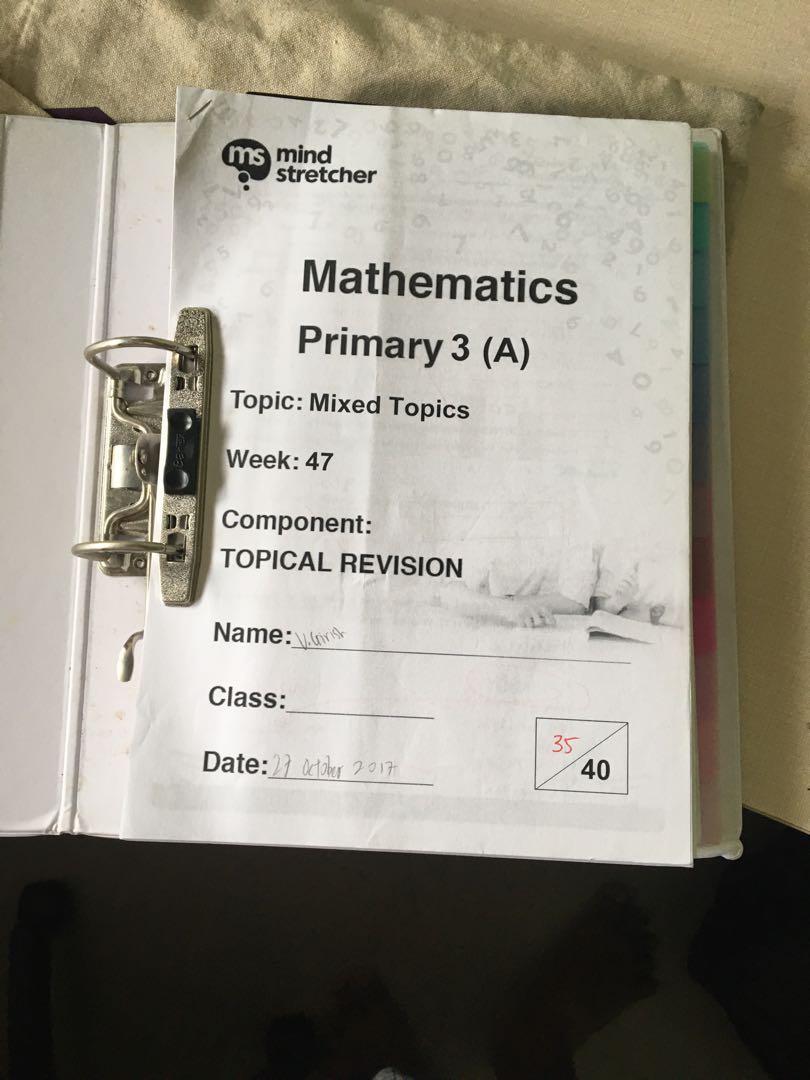 ms mind
stretcher
Mathematics
Primary 3 (A)
Topic: Mixed Topics
Week: 47
Component:
TOPICAL REVISION
Name:
Class:
Date: 27 October 2017
35
40